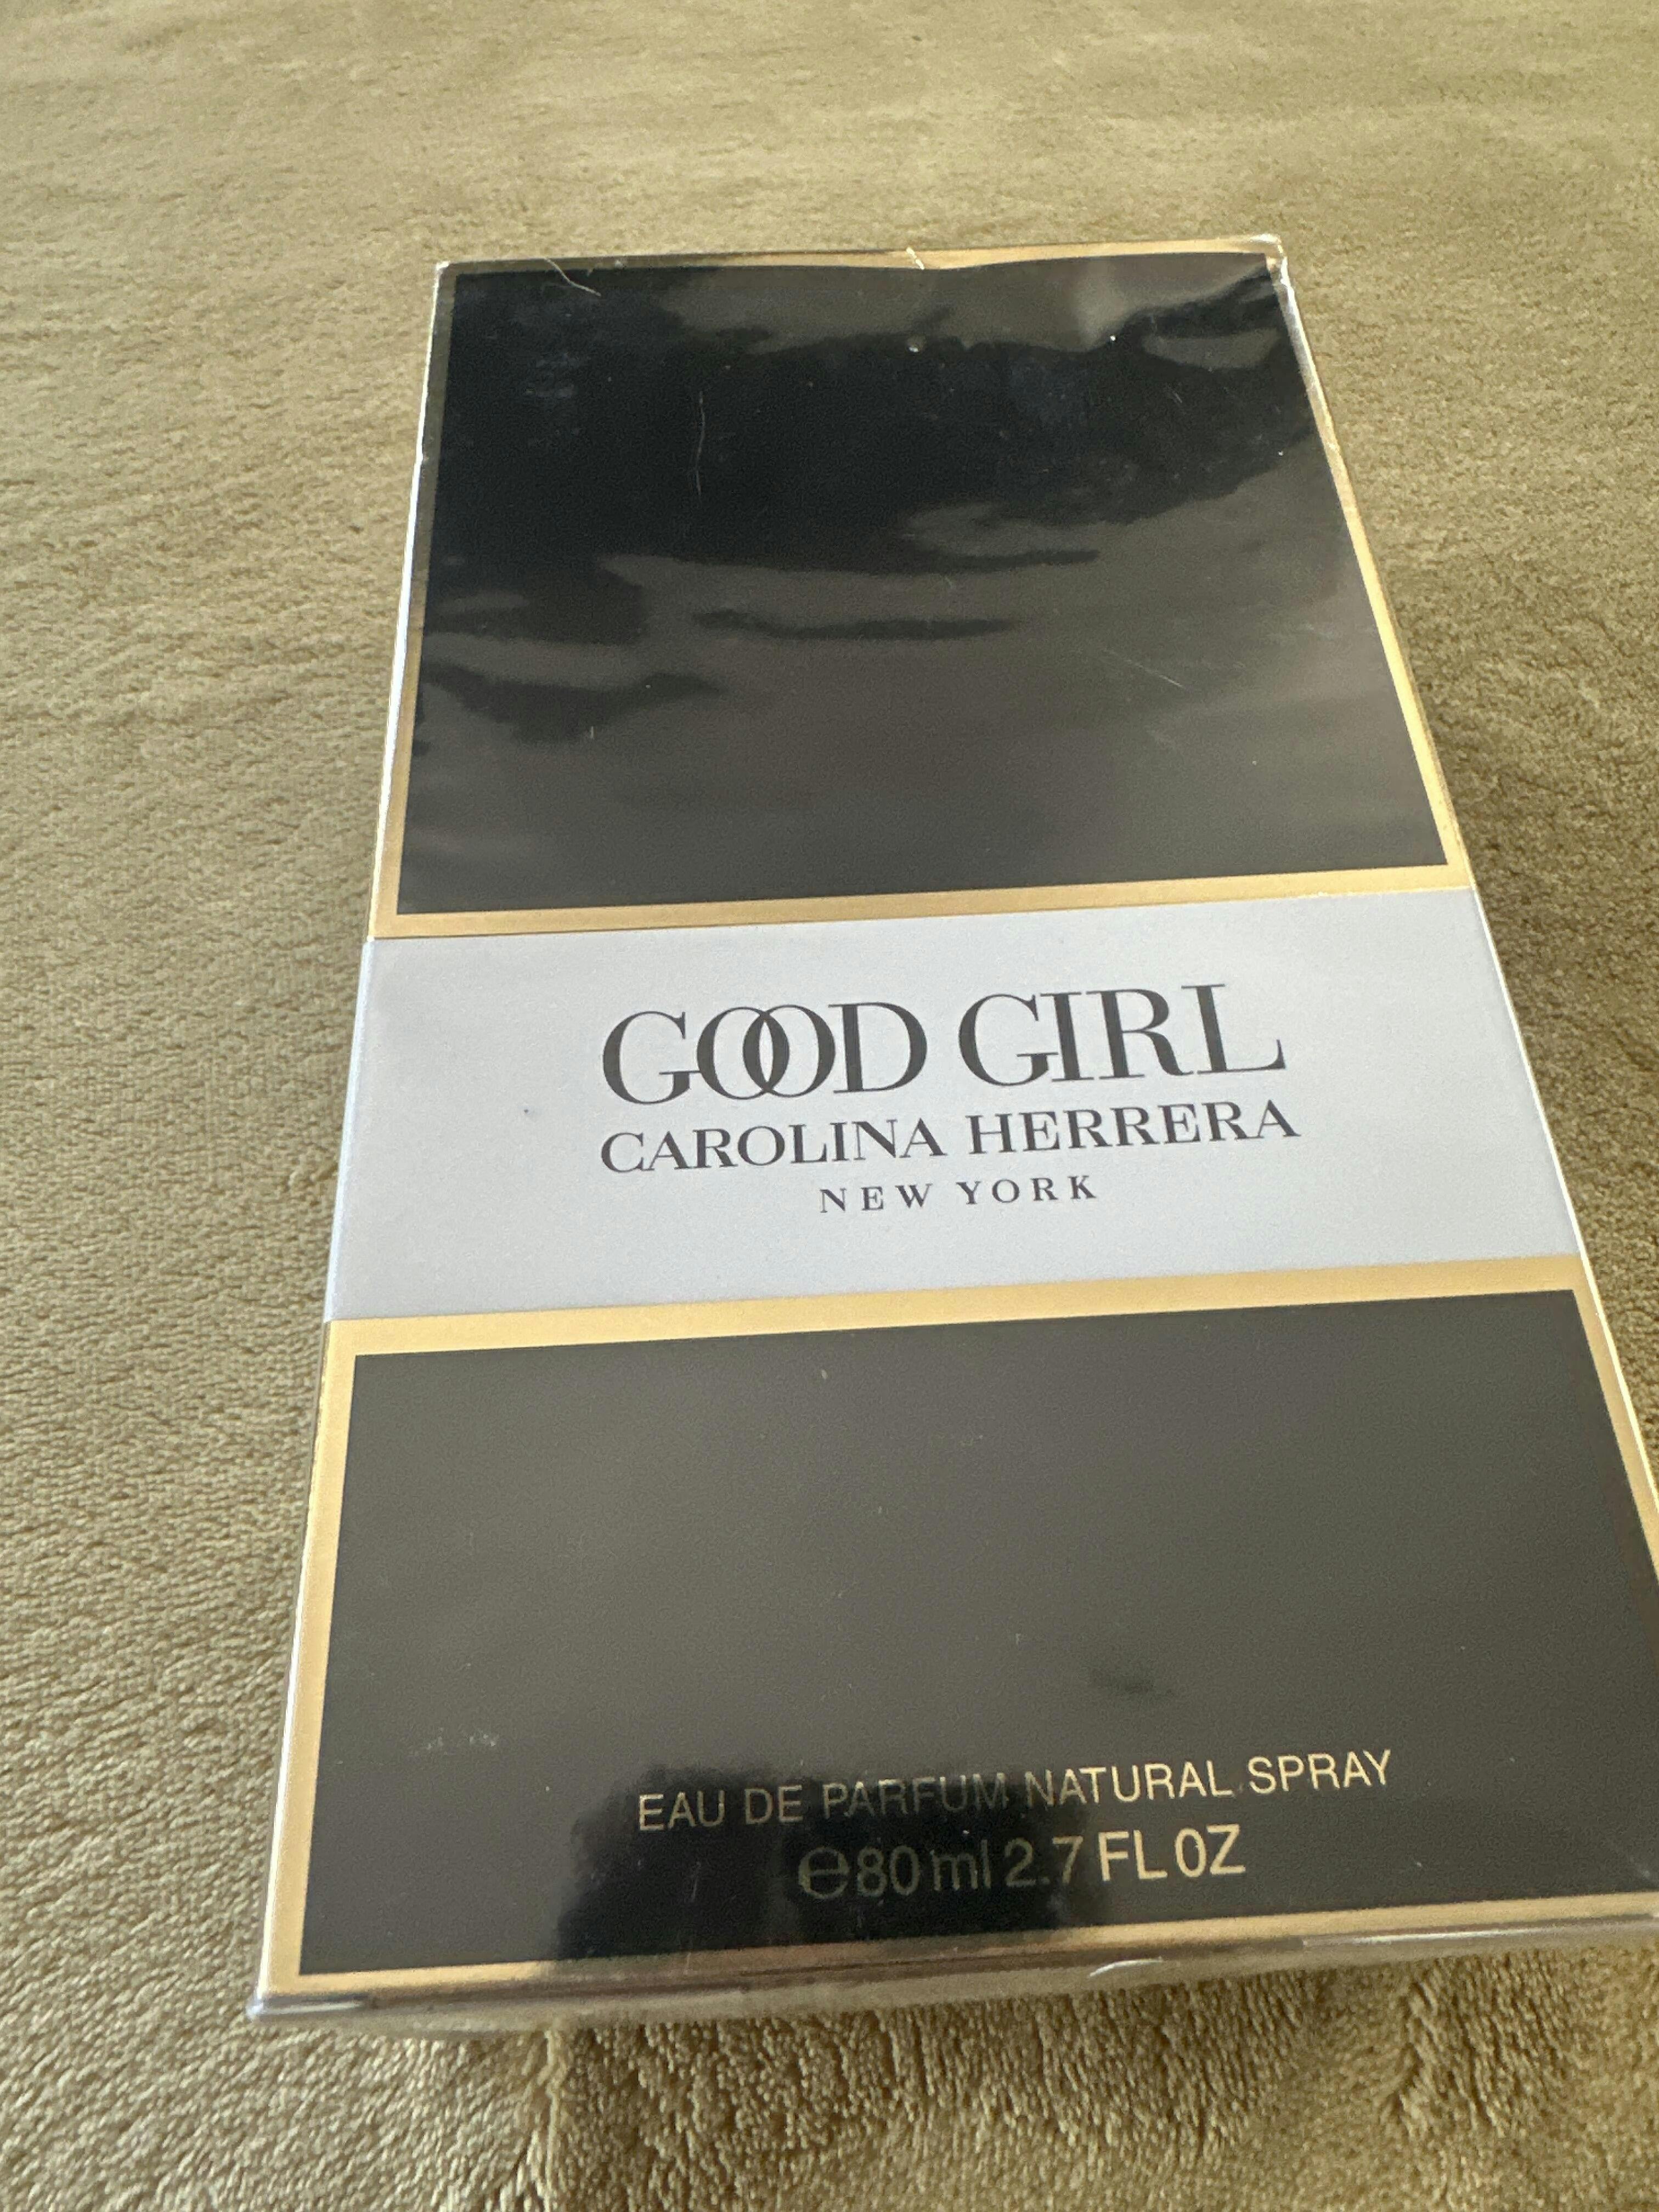 GOOD GIRL
CAROLINA HERRERA
NEW YORK
EAU DE PARFUM NATURAL SPRAY
℮80 ml 2.7 FL OZ